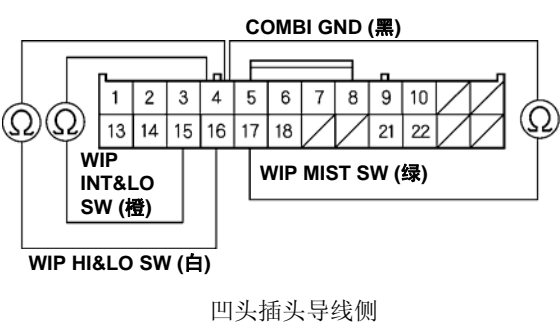 COMBI GND (黑)
1 2 3 4 5 6 7 8 9 10
Ω Ω Ω
13 14 15 16 17 18 21 22
WIP
INT&LO
SW (橙)
WIP MIST SW (绿)
WIP HI&LO SW (白)
凹头插头导线侧